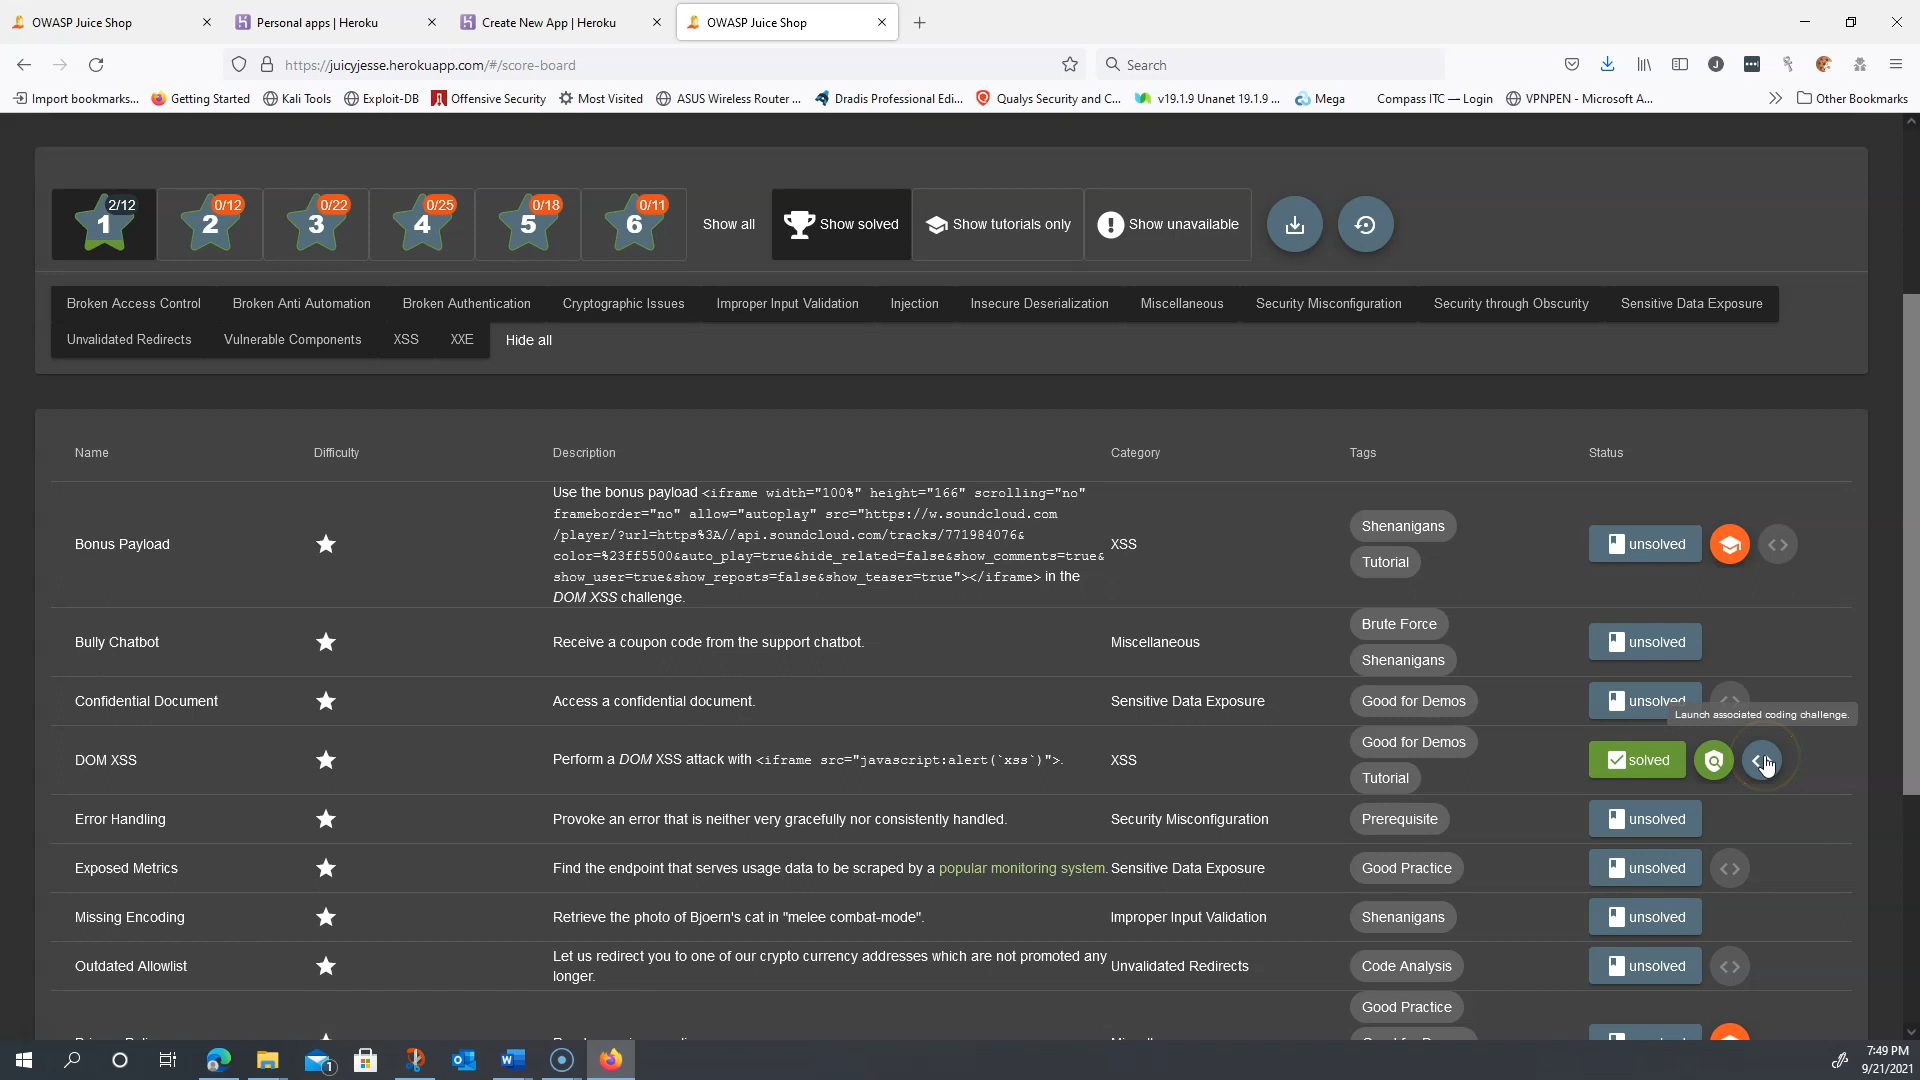 OWASP Juice Shop
Personal apps | Heroku
Create New App | Heroku
OWASP Juice Shop
https://juicyjesse.herokuapp.com/#/score-board
Search
Import bookmarks...
Getting Started
Kali Tools
Exploit-DB
Offensive Security
Most Visited
ASUS Wireless Router ...
Dradis Professional Edi...
Qualys Security and C...
v19.1.9 Unanet 19.1.9 ...
Mega
Compass ITC — Login
VPNPEN - Microsoft A...
Other Bookmarks
1 2/12
2 0/12
3 0/22
4 0/25
5 0/18
6 0/11
Show all
Show solved
Show tutorials only
Show unavailable
Broken Access Control
Broken Anti Automation
Broken Authentication
Cryptographic Issues
Improper Input Validation
Injection
Insecure Deserialization
Miscellaneous
Security Misconfiguration
Security through Obscurity
Sensitive Data Exposure
Unvalidated Redirects
Vulnerable Components
XSS
XXE
Hide all
Name
Difficulty
Description
Category
Tags
Status
Bonus Payload
Use the bonus payload <iframe width="100%" height="166" scrolling="no"
frameborder="no" allow="autoplay" src="https://w.soundcloud.com
/player/?url=https%3A//api.soundcloud.com/tracks/771984076&
color=%23ff5500&auto_play=true&hide_related=false&show_comments=true&
show_user=true&show_reposts=false&show_teaser=true"></iframe> in the
DOM XSS challenge.
XSS
Shenanigans
Tutorial
unsolved
Bully Chatbot
Receive a coupon code from the support chatbot.
Miscellaneous
Brute Force
Shenanigans
unsolved
Confidential Document
Access a confidential document.
Sensitive Data Exposure
Good for Demos
unsolved
Launch associated coding challenge.
DOM XSS
Perform a DOM XSS attack with <iframe src="javascript:alert(`xss`)">.
XSS
Good for Demos
Tutorial
solved
Error Handling
Provoke an error that is neither very gracefully nor consistently handled.
Security Misconfiguration
Prerequisite
unsolved
Exposed Metrics
Find the endpoint that serves usage data to be scraped by a popular monitoring system.
Sensitive Data Exposure
Good Practice
unsolved
Missing Encoding
Retrieve the photo of Bjoern's cat in "melee combat-mode".
Improper Input Validation
Shenanigans
unsolved
Outdated Allowlist
Let us redirect you to one of our crypto currency addresses which are not promoted any
longer.
Unvalidated Redirects
Code Analysis
unsolved
Good Practice
7:49 PM
9/21/2021